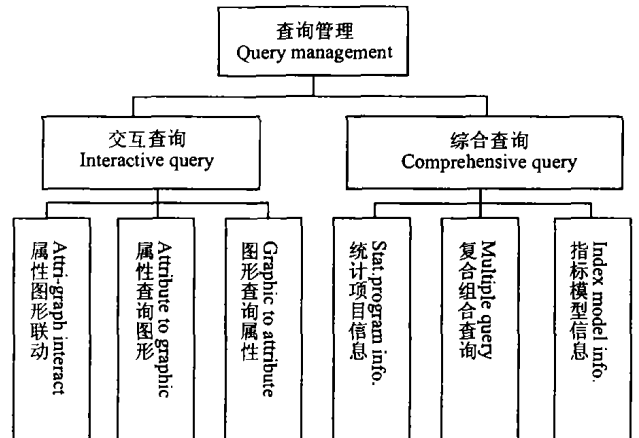 查询管理
Query management
交互查询
Interactive query
综合查询
Comprehensive query
属性图形联动
Attri-graph interact
属性查询图形
Attribute to graphic
图形查询属性
Graphic to attribute
统计项目信息
Stat.program info.
复合组合查询
Multiple query
指标模型信息
Index model info.